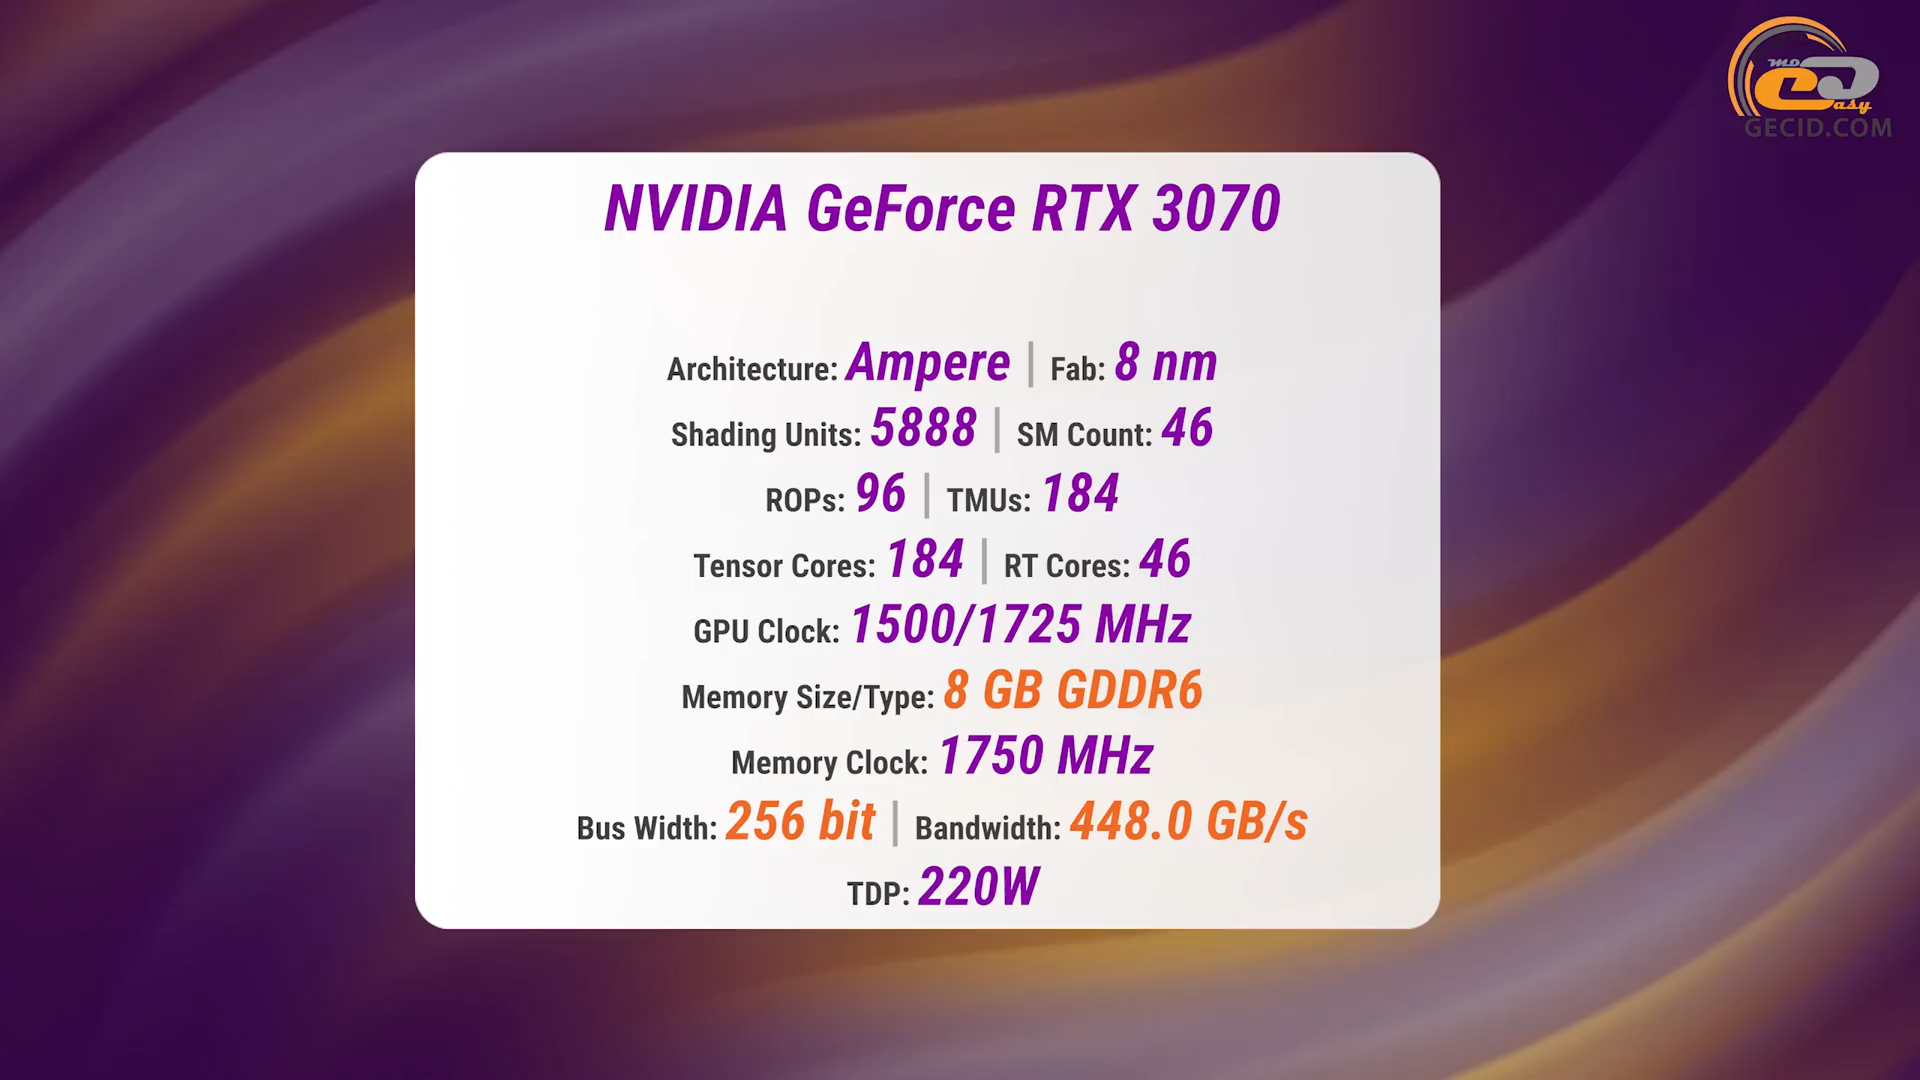 mo
easy
GECID.COM
NVIDIA GeForce RTX 3070
Architecture: Ampere | Fab: 8 nm
Shading Units: 5888 | SM Count: 46
ROPs: 96 | TMUs: 184
Tensor Cores: 184 | RT Cores: 46
GPU Clock: 1500/1725 MHz
Memory Size/Type: 8 GB GDDR6
Memory Clock: 1750 MHz
Bus Width: 256 bit | Bandwidth: 448.0 GB/s
TDP: 220W